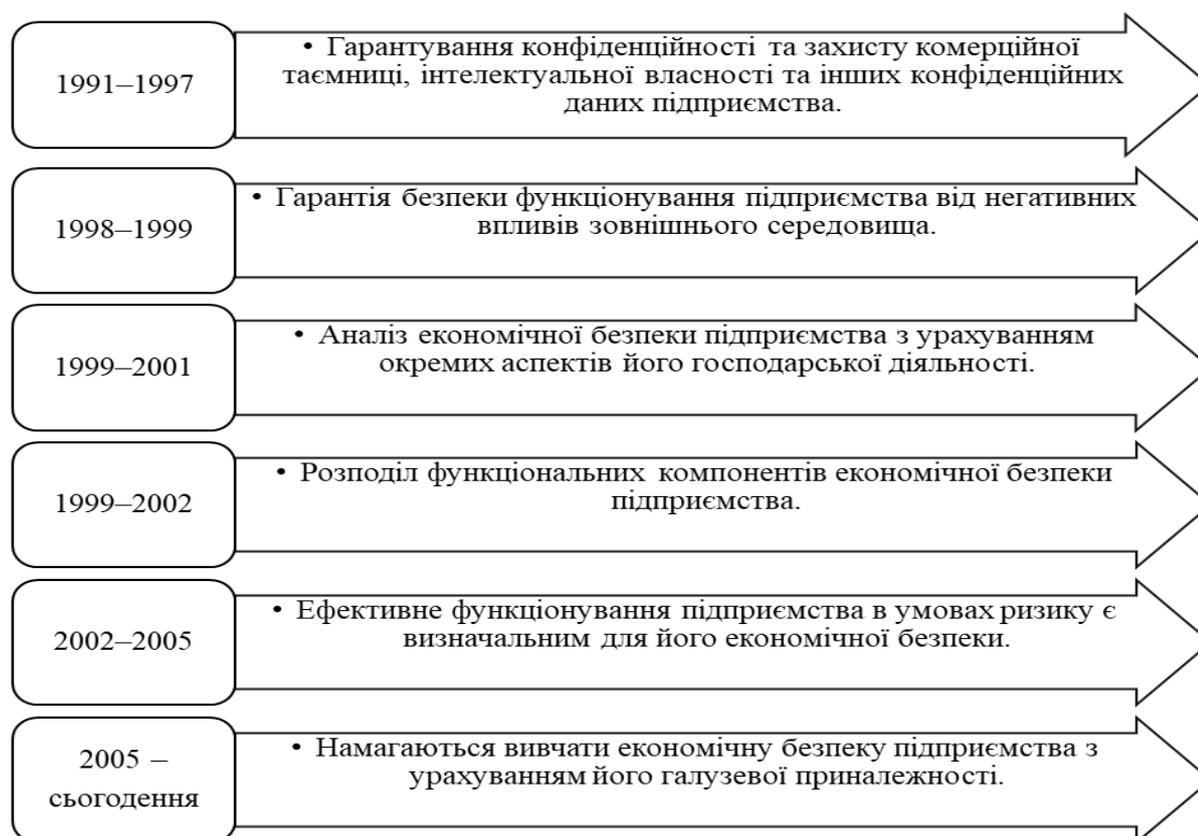 1991–1997
• Гарантування конфіденційності та захисту комерційної
таємниці, інтелектуальної власності та інших конфіденційних
даних підприємства.
1998–1999
• Гарантія безпеки функціонування підприємства від негативних
впливів зовнішнього середовища.
1999–2001
• Аналіз економічної безпеки підприємства з урахуванням
окремих аспектів його господарської діяльності.
1999–2002
• Розподіл функціональних компонентів економічної безпеки
підприємства.
2002–2005
• Ефективне функціонування підприємства в умовах ризику є
визначальним для його економічної безпеки.
2005 –
сьогодення
• Намагаються вивчати економічну безпеку підприємства з
урахуванням його галузевої приналежності.